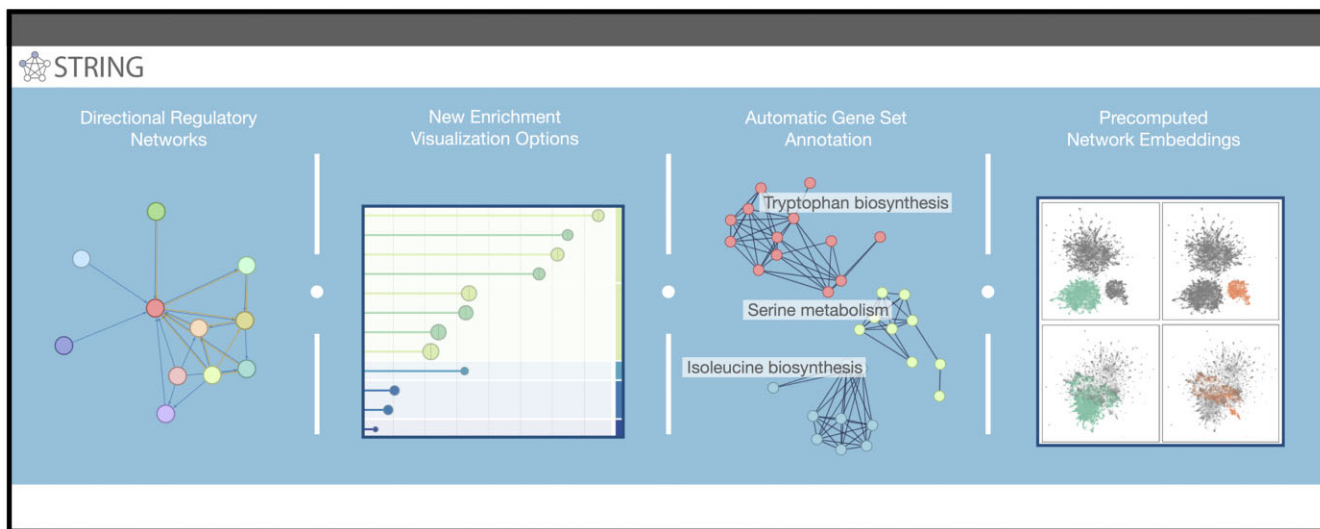 STRING
Directional Regulatory
Networks
New Enrichment
Visualization Options
Automatic Gene Set
Annotation
Tryptophan biosynthesis
Serine metabolism
Isoleucine biosynthesis
Precomputed
Network Embeddings